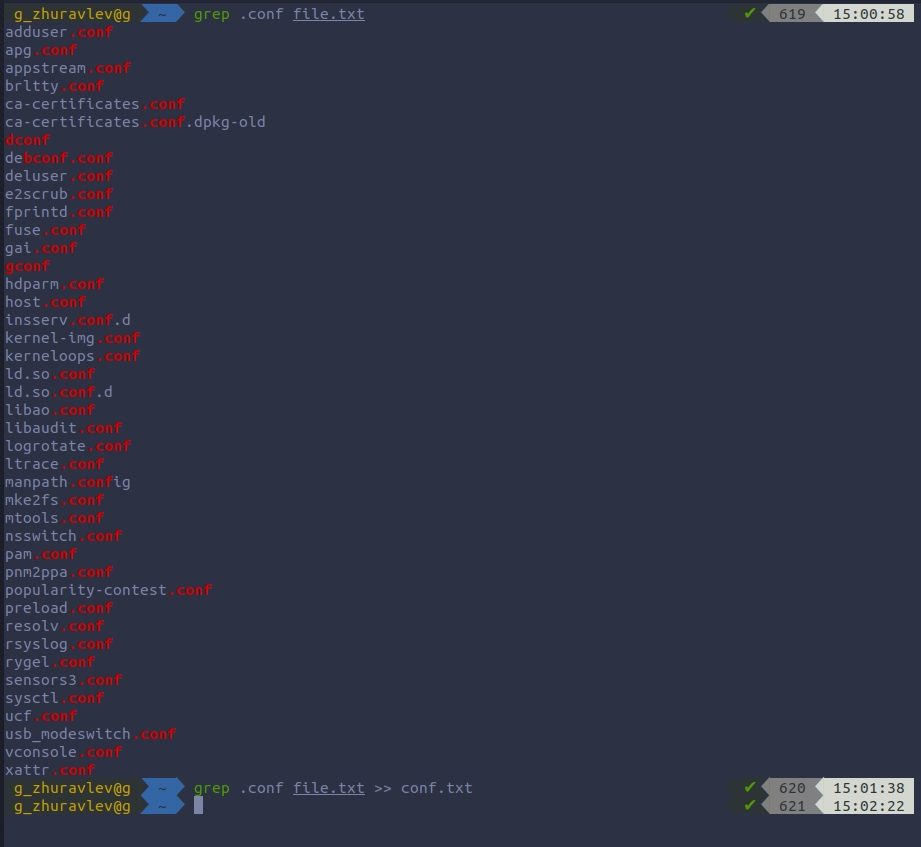 g_zhuravlev@g ~ grep .conf file.txt ✔ 619 15:00:58
adduser.conf
apg.conf
appstream.conf
brltty.conf
ca-certificates.conf
ca-certificates.conf.dpkg-old
dconf
debconf.conf
deluser.conf
e2scrub.conf
fprintd.conf
fuse.conf
gai.conf
gconf
hdparm.conf
host.conf
insserv.conf.d
kernel-img.conf
kerneloops.conf
ld.so.conf
ld.so.conf.d
libao.conf
libaudit.conf
logrotate.conf
ltrace.conf
manpath.config
mke2fs.conf
mtools.conf
nsswitch.conf
pam.conf
pnm2ppa.conf
popularity-contest.conf
preload.conf
resolv.conf
rsyslog.conf
rygel.conf
sensors3.conf
sysctl.conf
ucf.conf
usb_modeswitch.conf
vconsole.conf
xattr.conf
g_zhuravlev@g ~ grep .conf file.txt >> conf.txt ✔ 620 15:01:38
g_zhuravlev@g ~ ✔ 621 15:02:22